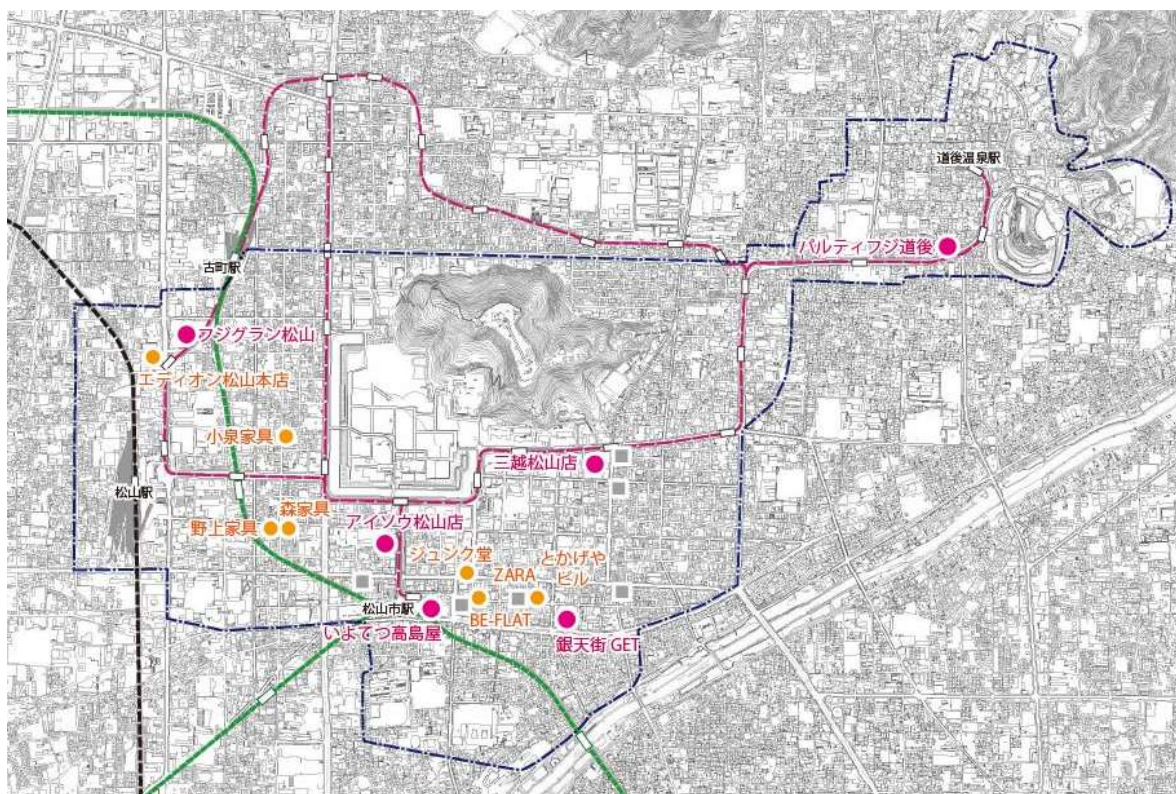 道後温泉駅
パルティフジ道後
古町駅
フジグラン松山
エディオン松山本店
小泉家具
三越松山店
松山駅
森家具
野上家具
アイソウ松山店
ジュンク堂
とかげや
ビル
ZARA
松山市駅
BE-FLAT
いよてつ高島屋
銀天街 GET